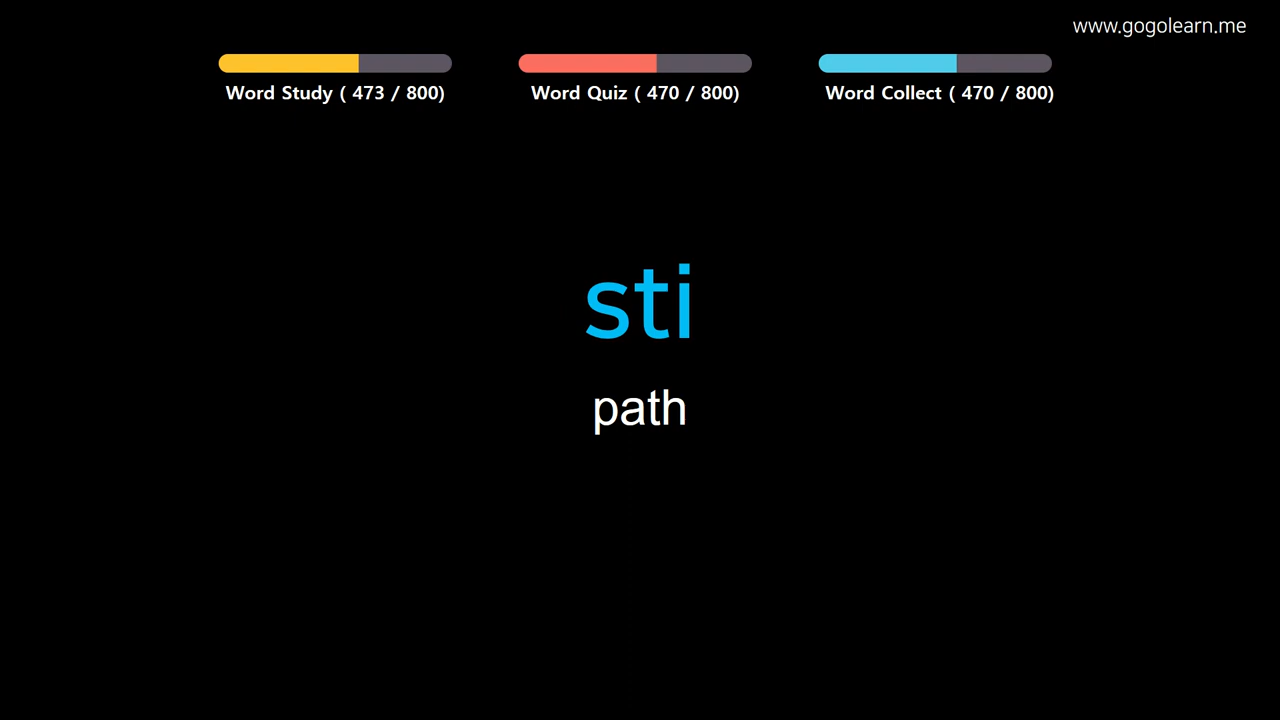 www.gogolearn.me
Word Study ( 473 / 800)
Word Quiz ( 470 / 800)
Word Collect ( 470 / 800)
sti
path